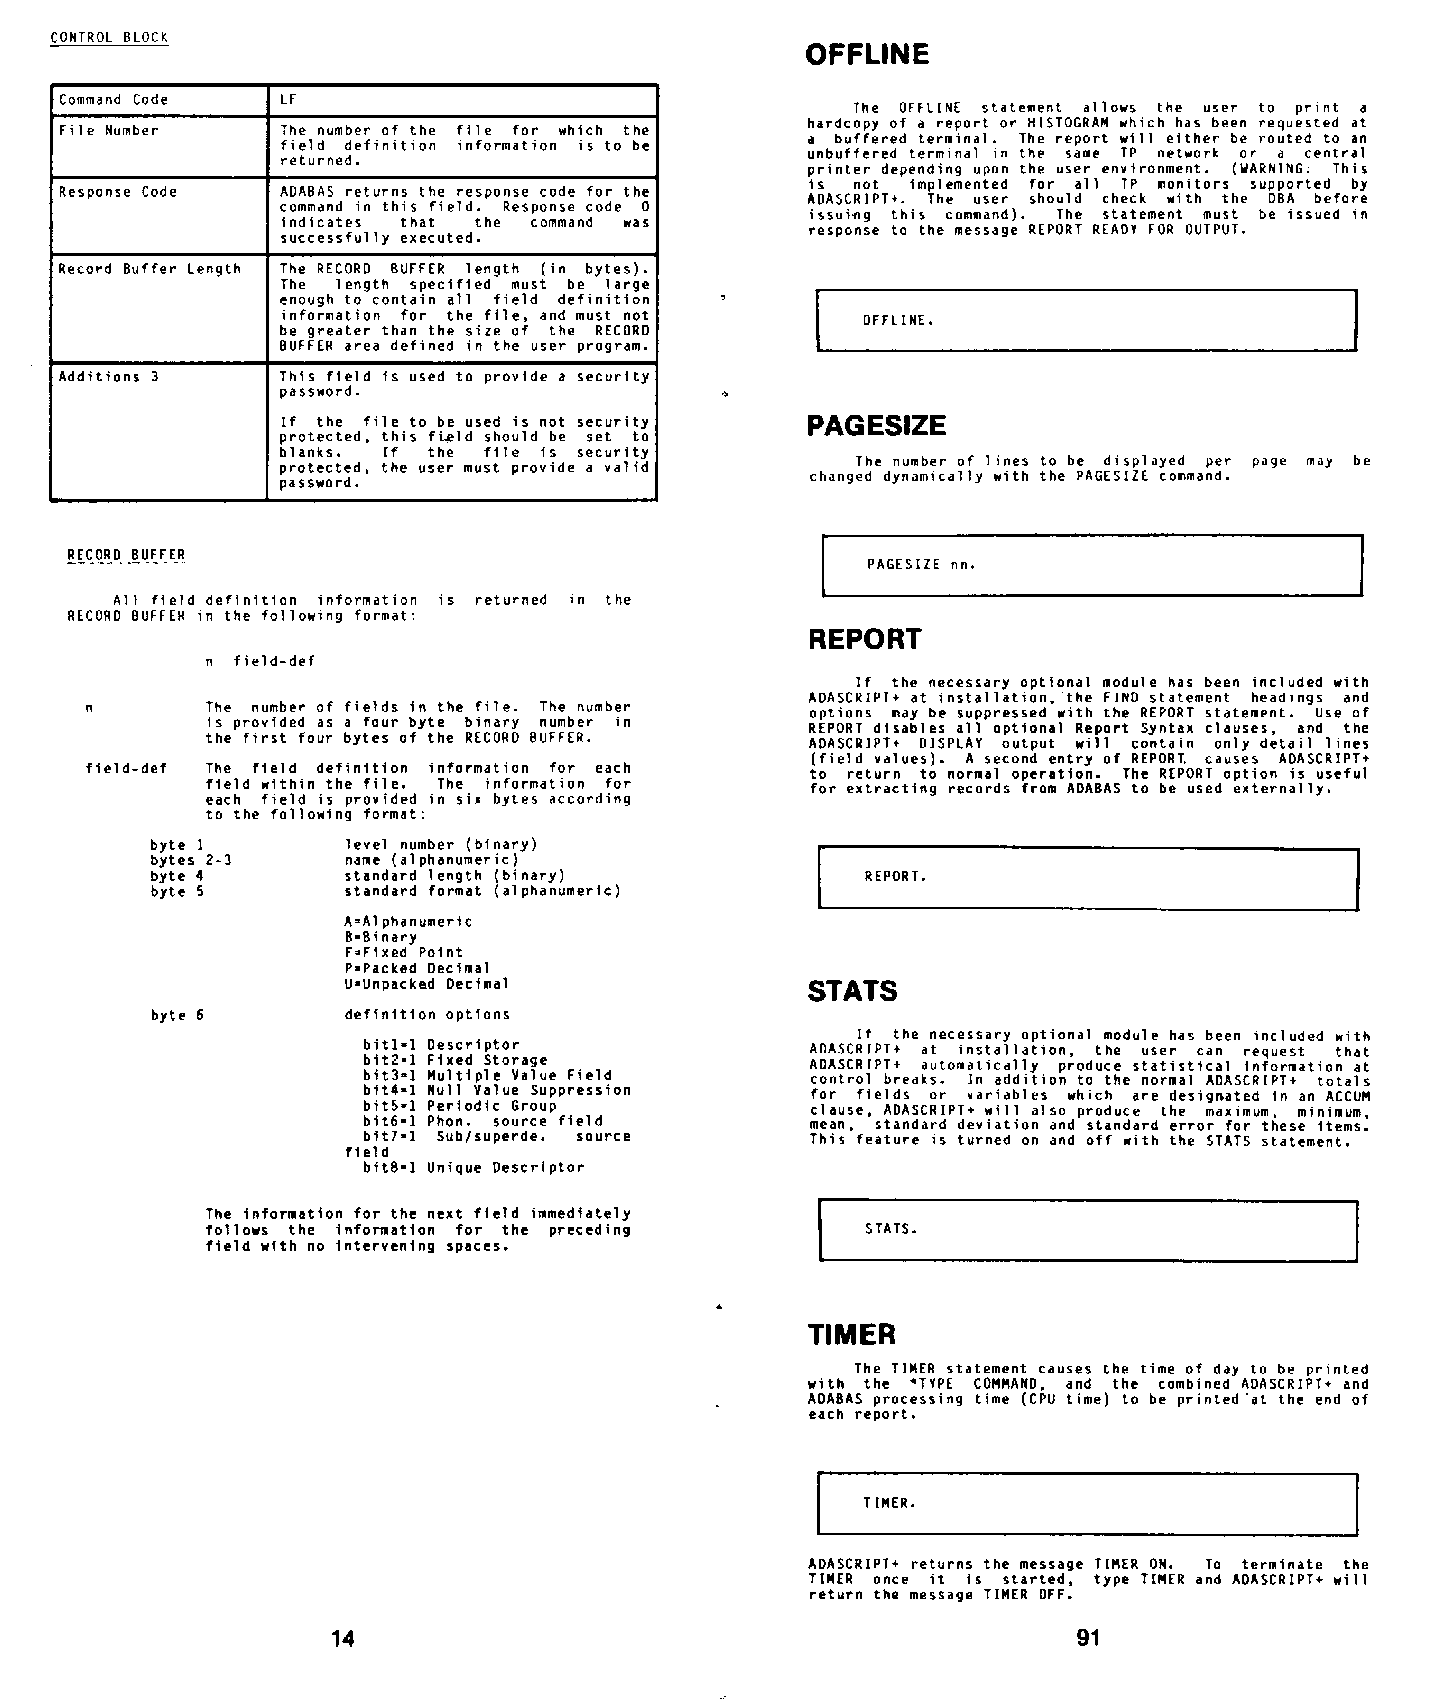 CONTROL BLOCK
Command Code LF
File Number The number of the file for which the
field definition information is to be
returned.
Response Code ADABAS returns the response code for the
command in this field. Response code 0
indicates that the command was
successfully executed.
Record Buffer Length The RECORD BUFFER length (in bytes).
The length specified must be large
enough to contain all field definition
information for the file, and must not
be greater than the size of the RECORD
BUFFER area defined in the user program.
Additions 3 This field is used to provide a security
password.
If the file to be used is not security
protected, this field should be set to
blanks. If the file is security
protected, the user must provide a valid
password.
RECORD BUFFER
All field definition information is returned in the
RECORD BUFFER in the following format:
n field-def
n The number of fields in the file. The number
is provided as a four byte binary number in
the first four bytes of the RECORD BUFFER.
field-def The field definition information for each
field within the file. The information for
each field is provided in six bytes according
to the following format:
byte 1 level number (binary)
bytes 2-3 name (alphanumeric)
byte 4 standard length (binary)
byte 5 standard format (alphanumeric)
A=Alphanumeric
B=Binary
F=Fixed Point
P=Packed Decimal
U=Unpacked Decimal
byte 6 definition options
bit1=1 Descriptor
bit2=1 Fixed Storage
bit3=1 Multiple Value Field
bit4=1 Null Value Suppression
bit5=1 Periodic Group
bit6=1 Phon. source field
bit7=1 Sub/superde. source
field
bit8=1 Unique Descriptor
The information for the next field immediately
follows the information for the preceding
field with no intervening spaces.
14
OFFLINE
The OFFLINE statement allows the user to print a
hardcopy of a report or HISTOGRAM which has been requested at
a buffered terminal. The report will either be routed to an
unbuffered terminal in the same TP network or a central
printer depending upon the user environment. (WARNING: This
is not implemented for all TP monitors supported by
ADASCRIPT+. The user should check with the DBA before
issuing this command). The statement must be issued in
response to the message REPORT READY FOR OUTPUT.
OFFLINE.
PAGESIZE
The number of lines to be displayed per page may be
changed dynamically with the PAGESIZE command.
PAGESIZE nn.
REPORT
If the necessary optional module has been included with
ADASCRIPT+ at installation, the FIND statement headings and
options may be suppressed with the REPORT statement. Use of
REPORT disables all optional Report Syntax clauses, and the
ADASCRIPT+ DISPLAY output will contain only detail lines
(field values). A second entry of REPORT. causes ADASCRIPT+
to return to normal operation. The REPORT option is useful
for extracting records from ADABAS to be used externally.
REPORT.
STATS
If the necessary optional module has been included with
ADASCRIPT+ at installation, the user can request that
ADASCRIPT+ automatically produce statistical information at
control breaks. In addition to the normal ADASCRIPT+ totals
for fields or variables which are designated in an ACCUM
clause, ADASCRIPT+ will also produce the maximum, minimum,
mean, standard deviation and standard error for these items.
This feature is turned on and off with the STATS statement.
STATS.
TIMER
The TIMER statement causes the time of day to be printed
with the *TYPE COMMAND, and the combined ADASCRIPT+ and
ADABAS processing time (CPU time) to be printed at the end of
each report.
TIMER.
ADASCRIPT+ returns the message TIMER ON. To terminate the
TIMER once it is started, type TIMER and ADASCRIPT+ will
return the message TIMER OFF.
91